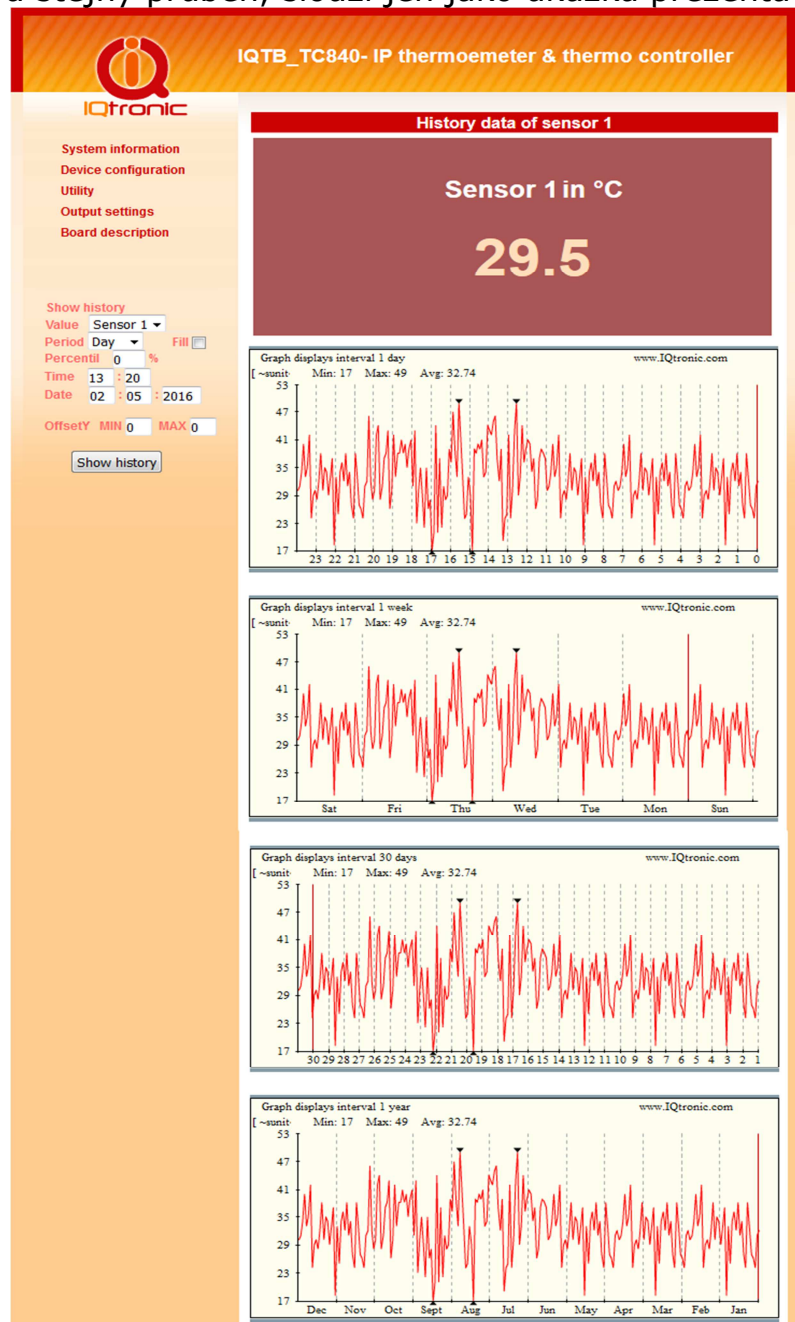 a stejný průběh, slouží jen jako ukázka prezenta
IQTB_TC840- IP thermoemeter & thermo controller
IQtronic
System information
Device configuration
Utility
Output settings
Board description
Show history
Value Sensor 1
Period Day Fill
Percentil 0 %
Time 13 : 20
Date 02 : 05 : 2016
OffsetY MIN 0 MAX 0
Show history
History data of sensor 1
Sensor 1 in °C
29.5
Graph displays interval 1 day www.IQtronic.com
[ ~sunit Min: 17 Max: 49 Avg: 32.74
53
47
41
35
29
23
17
23 22 21 20 19 18 17 16 15 14 13 12 11 10 9 8 7 6 5 4 3 2 1 0
Graph displays interval 1 week www.IQtronic.com
[ ~sunit Min: 17 Max: 49 Avg: 32.74
53
47
41
35
29
23
17
Sat Fri Thu Wed Tue Mon Sun
Graph displays interval 30 days www.IQtronic.com
[ ~sunit Min: 17 Max: 49 Avg: 32.74
53
47
41
35
29
23
17
30 29 28 27 26 25 24 23 22 21 20 19 18 17 16 15 14 13 12 11 10 9 8 7 6 5 4 3 2 1
Graph displays interval 1 year www.IQtronic.com
[ ~sunit Min: 17 Max: 49 Avg: 32.74
53
47
41
35
29
23
17
Dec Nov Oct Sept Aug Jul Jun May Apr Mar Feb Jan